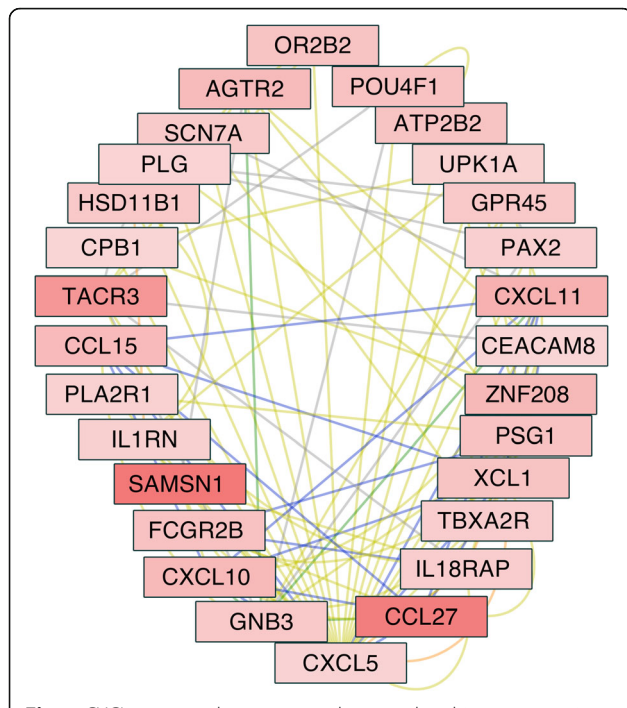 OR2B2
AGTR2
POU4F1
SCN7A
ATP2B2
PLG
UPK1A
HSD11B1
GPR45
CPB1
PAX2
TACR3
CXCL11
CCL15
CEACAM8
PLA2R1
ZNF208
IL1RN
PSG1
SAMSN1
XCL1
FCGR2B
TBXA2R
CXCL10
IL18RAP
GNB3
CCL27
CXCL5